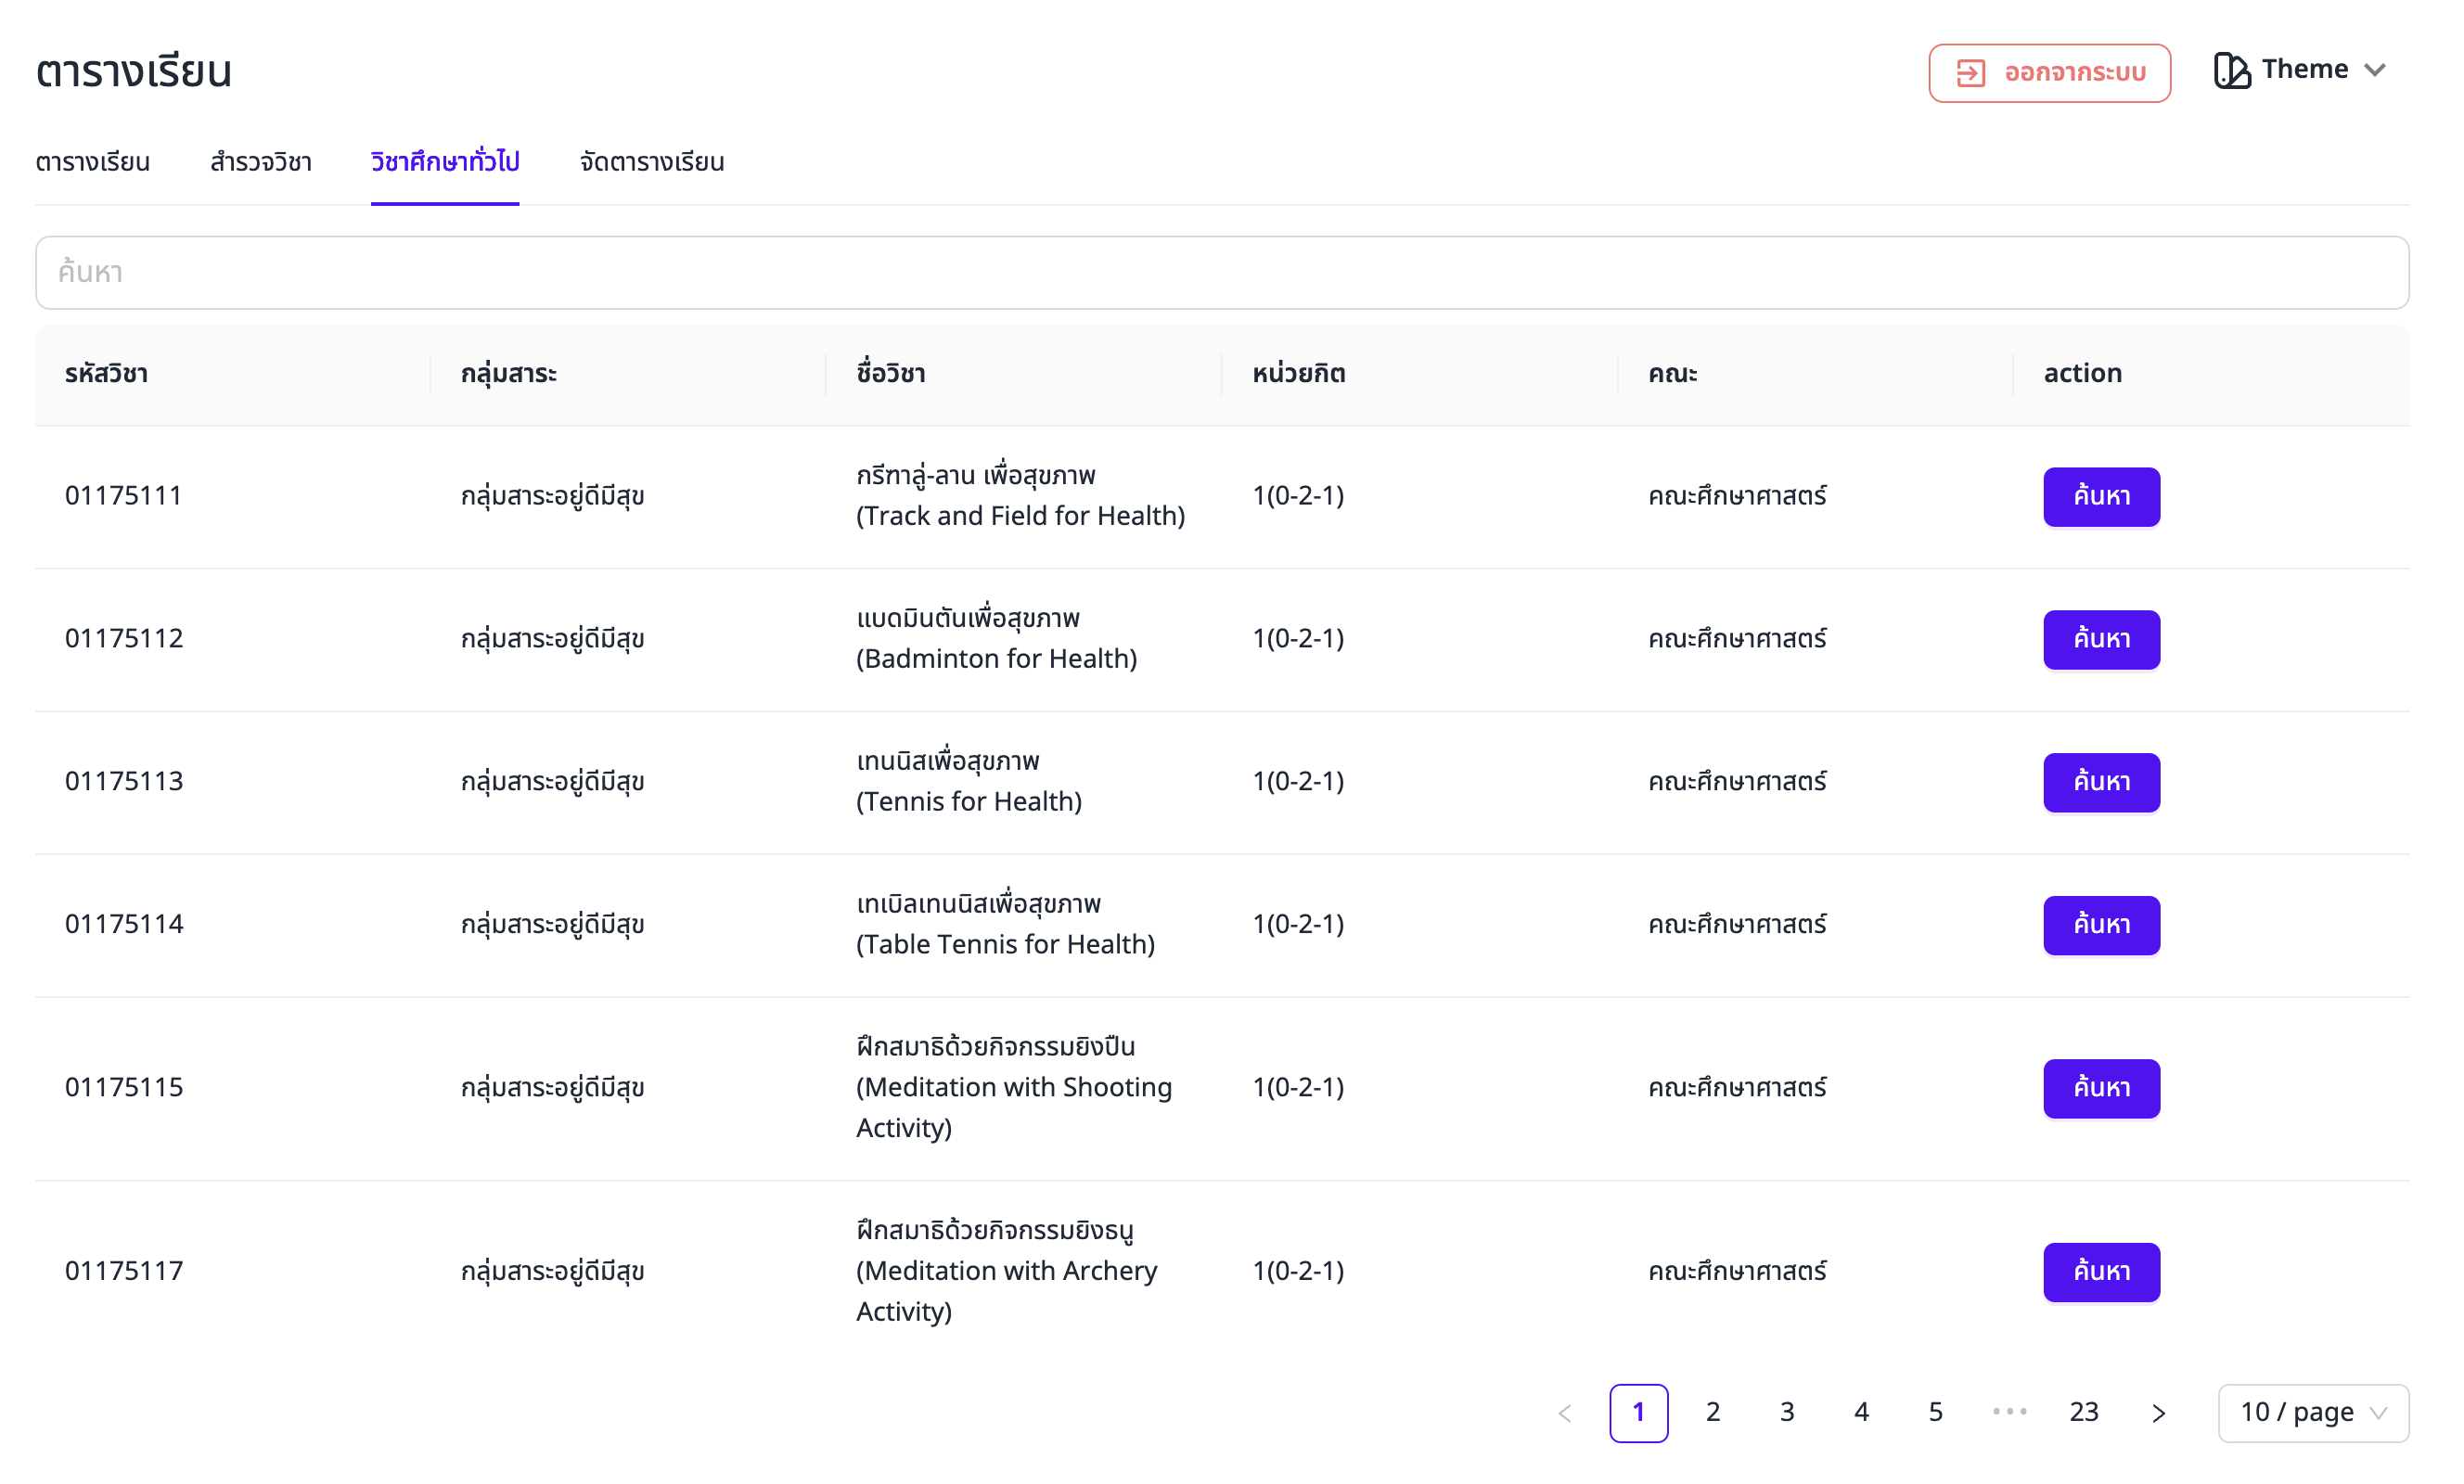 ตารางเรียน
ออกจากระบบ
Theme
ตารางเรียน สำรวจวิชา วิชาศึกษาทั่วไป จัดตารางเรียน
ค้นหา
รหัสวิชา กลุ่มสาระ ชื่อวิชา หน่วยกิต คณะ action
01175111 กลุ่มสาระอยู่ดีมีสุข กรีฑาลู่-ลาน เพื่อสุขภาพ
(Track and Field for Health) 1(0-2-1) คณะศึกษาศาสตร์ ค้นหา
01175112 กลุ่มสาระอยู่ดีมีสุข แบดมินตันเพื่อสุขภาพ
(Badminton for Health) 1(0-2-1) คณะศึกษาศาสตร์ ค้นหา
01175113 กลุ่มสาระอยู่ดีมีสุข เทนนิสเพื่อสุขภาพ
(Tennis for Health) 1(0-2-1) คณะศึกษาศาสตร์ ค้นหา
01175114 กลุ่มสาระอยู่ดีมีสุข เทเบิลเทนนิสเพื่อสุขภาพ
(Table Tennis for Health) 1(0-2-1) คณะศึกษาศาสตร์ ค้นหา
01175115 กลุ่มสาระอยู่ดีมีสุข ฝึกสมาธิด้วยกิจกรรมยิงปืน
(Meditation with Shooting
Activity) 1(0-2-1) คณะศึกษาศาสตร์ ค้นหา
01175117 กลุ่มสาระอยู่ดีมีสุข ฝึกสมาธิด้วยกิจกรรมยิงธนู
(Meditation with Archery
Activity) 1(0-2-1) คณะศึกษาศาสตร์ ค้นหา
1 2 3 4 5 ••• 23 10 / page